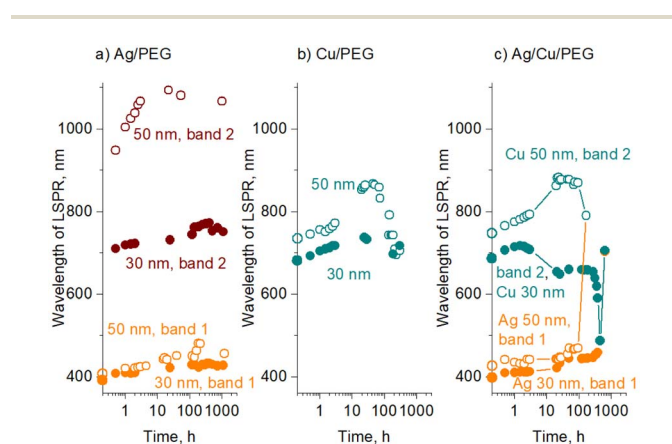 a) Ag/PEG
b) Cu/PEG
c) Ag/Cu/PEG
Wavelength of LSPR, nm
1000
800
600
400
50 nm, band 2
30 nm, band 2
50 nm, band 1
30 nm, band 1
1 10 100 1000
Time, h
Wavelength of LSPR, nm
1000
800
600
400
50 nm
30 nm
1 10 100 1000
Time, h
Wavelength of LSPR, nm
1000
800
600
400
Cu 50 nm, band 2
band 2,
Cu 30 nm
Ag 50 nm,
band 1
Ag 30 nm, band 1
1 10 100 1000
Time, h